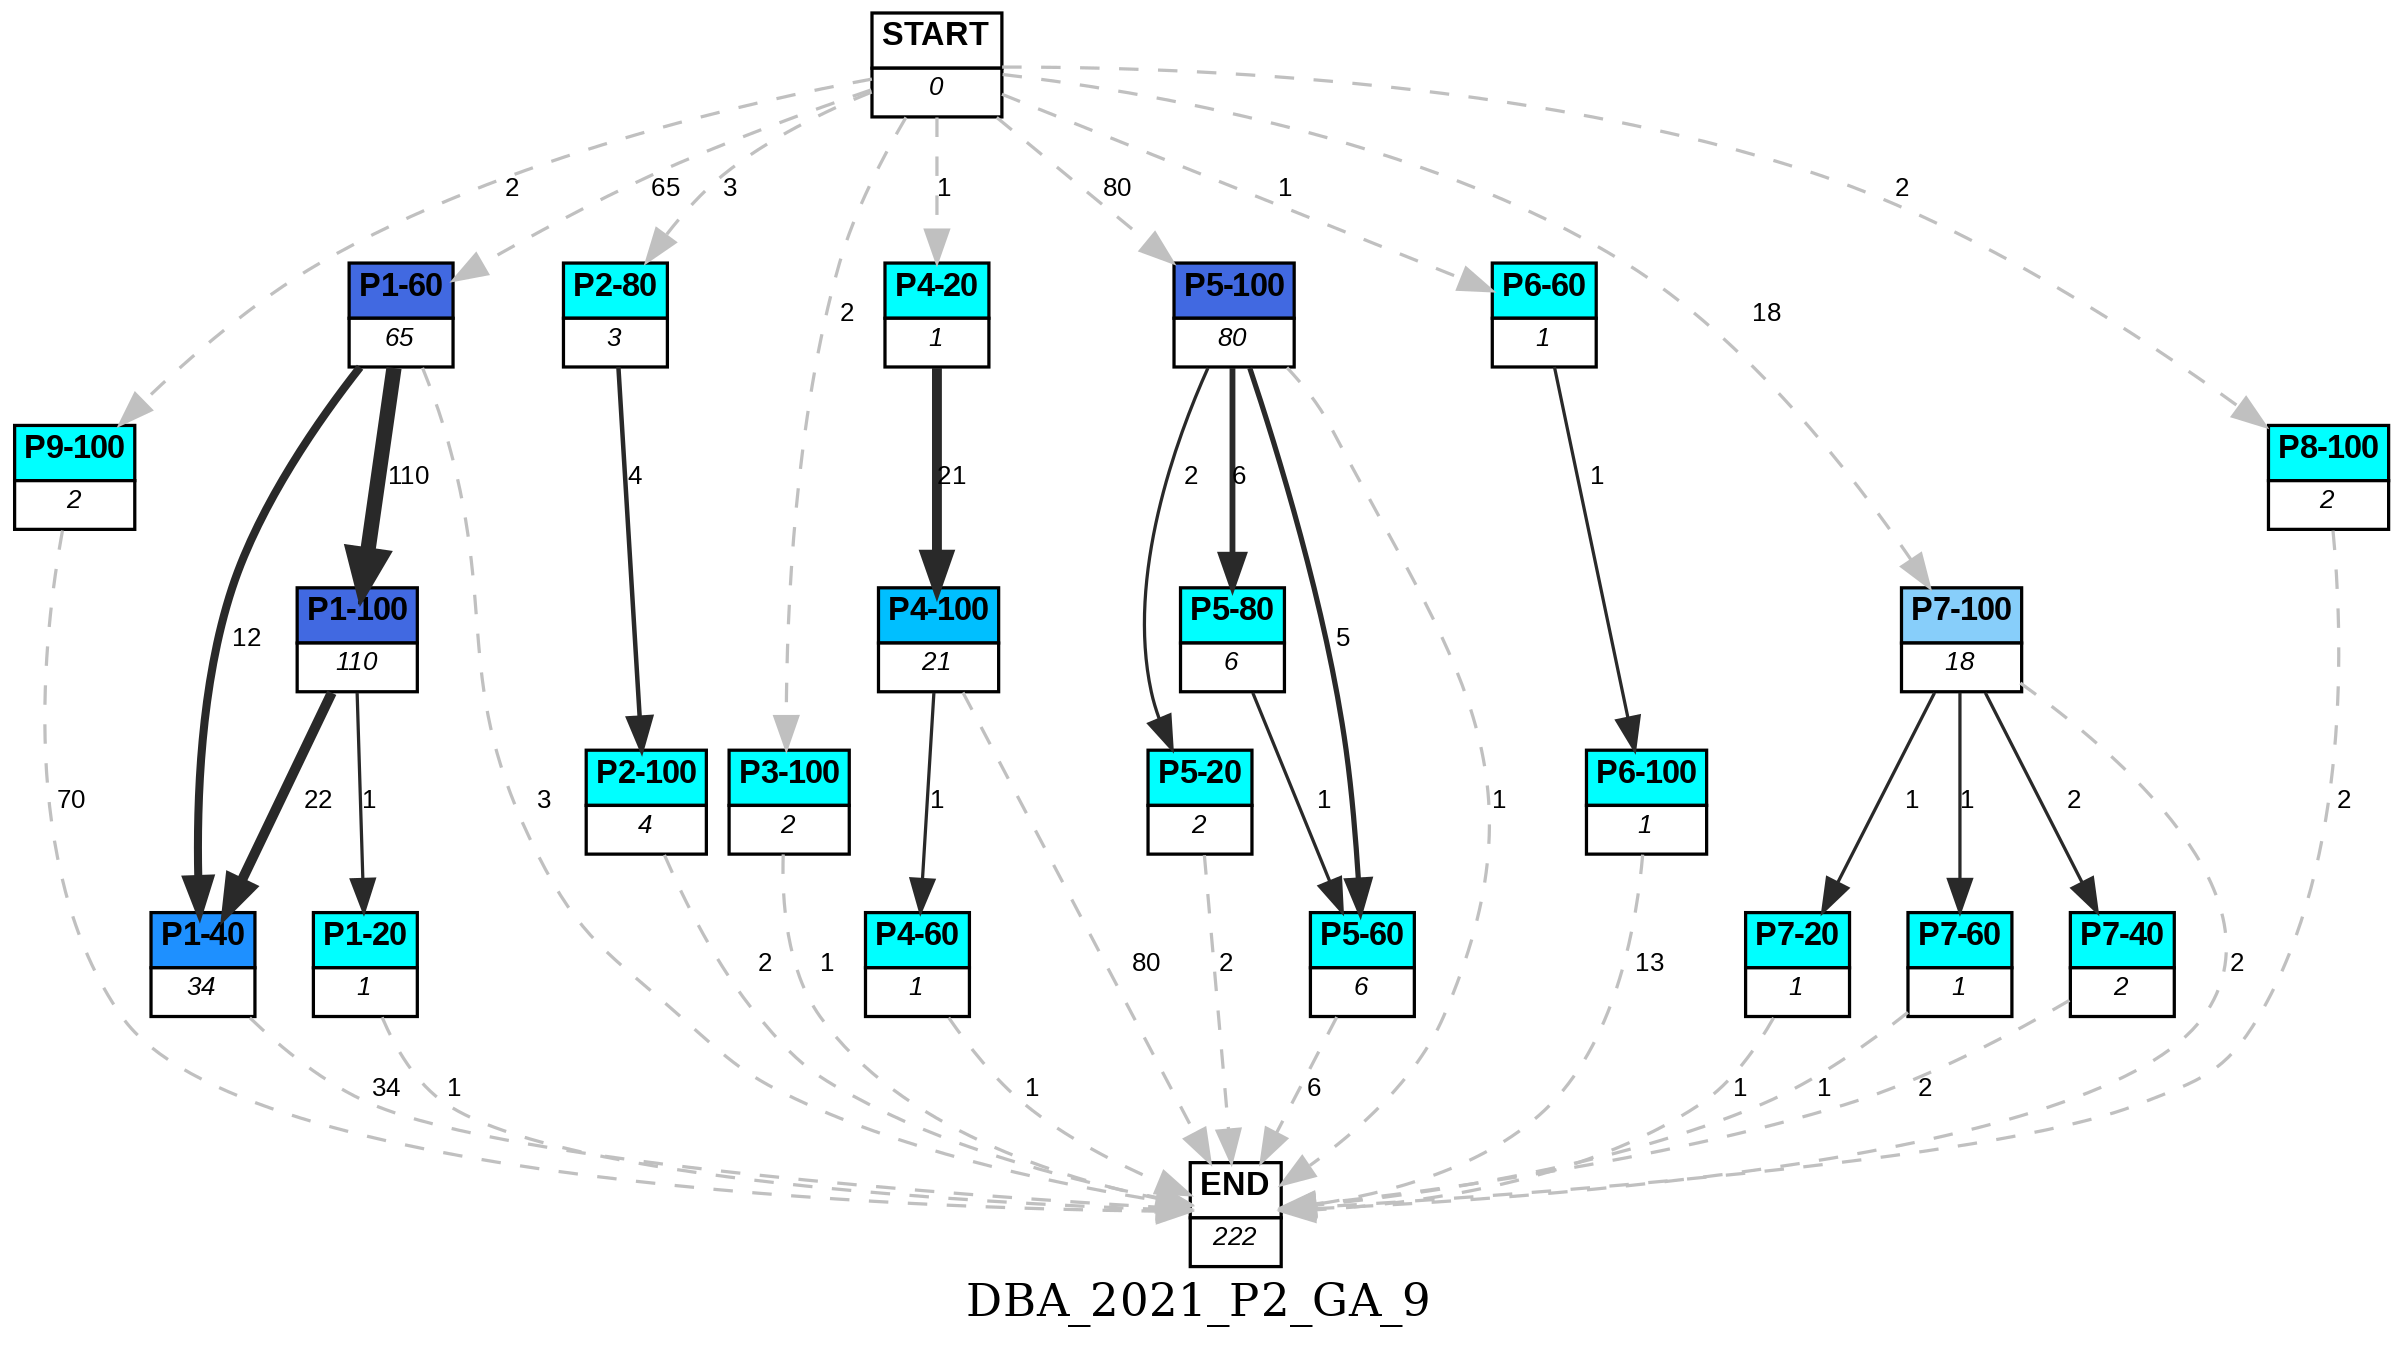 START
0
2
65
3
1
80
1
2
P1-60
65
P2-80
3
P4-20
1
P5-100
80
P6-60
1
2
18
P9-100
2
P8-100
2
110
4
21
2
6
1
P1-100
110
P4-100
21
P5-80
6
P7-100
18
12
5
P2-100
4
P3-100
2
P5-20
2
P6-100
1
70
22
1
3
1
1
1
1
1
2
2
P1-40
34
P1-20
1
P4-60
1
P5-60
6
P7-20
1
P7-60
1
P7-40
2
2
1
80
2
13
2
34
1
1
6
1
1
2
END
222
DBA_2021_P2_GA_9